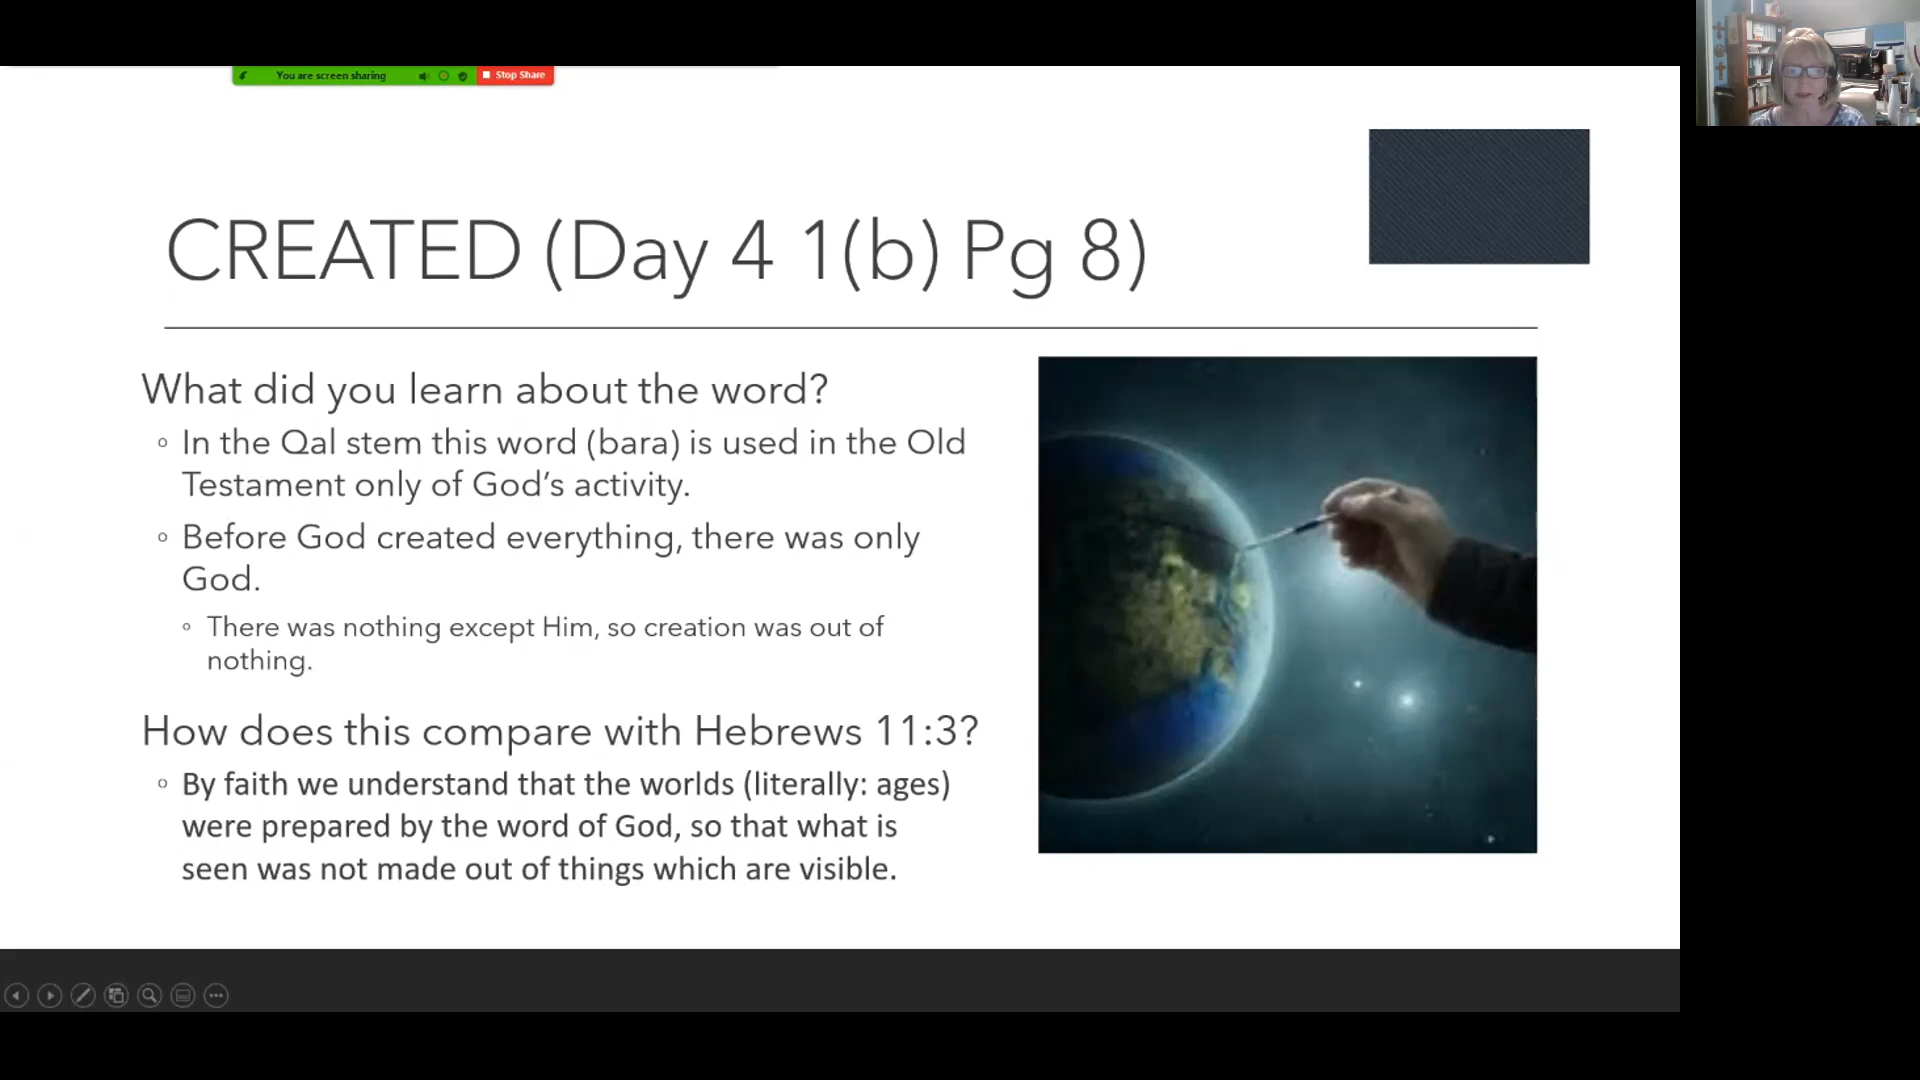 You are screen sharing
Stop Share
CREATED (Day 4 1(b) Pg 8)
What did you learn about the word?
◦ In the Qal stem this word (bara) is used in the Old
Testament only of God’s activity.
◦ Before God created everything, there was only
God.
◦ There was nothing except Him, so creation was out of
nothing.
How does this compare with Hebrews 11:3?
◦ By faith we understand that the worlds (literally: ages)
were prepared by the word of God, so that what is
seen was not made out of things which are visible.